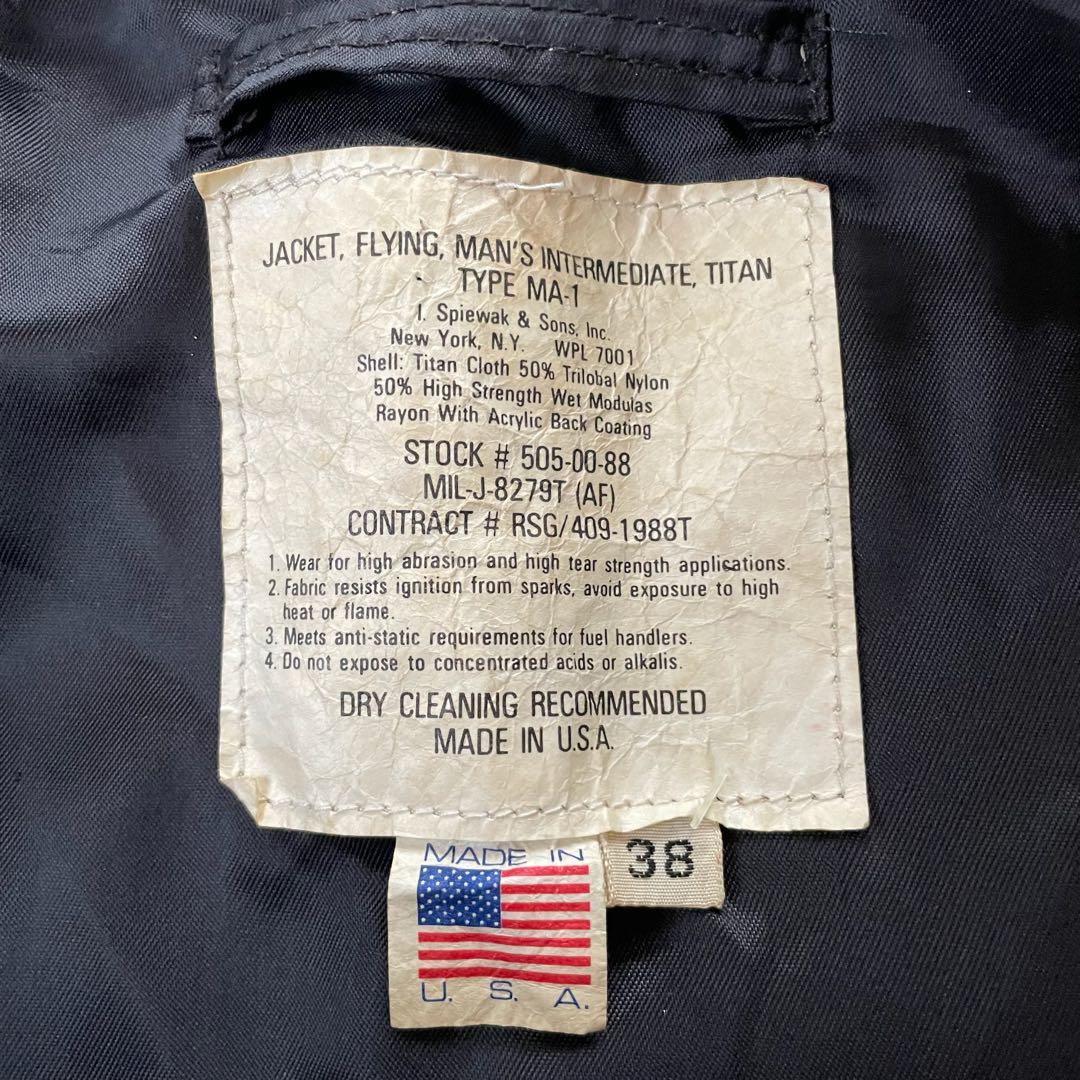 JACKET, FLYING, MAN'S INTERMEDIATE, TITAN
TYPE MA-1
I. Spiewak & Sons, Inc.
New York, N.Y. WPL 7001
Shell: Titan Cloth 50% Trilobal Nylon
50% High Strength Wet Modulas
Rayon With Acrylic Back Coating
STOCK # 505-00-88
MIL-J-8279T (AF)
CONTRACT # RSG/409-1988T
1. Wear for high abrasion and high tear strength applications.
2. Fabric resists ignition from sparks, avoid exposure to high
heat or flame.
3. Meets anti-static requirements for fuel handlers.
4. Do not expose to concentrated acids or alkalis.
DRY CLEANING RECOMMENDED
MADE IN U.S.A.
MADE IN
U. S. A.
38